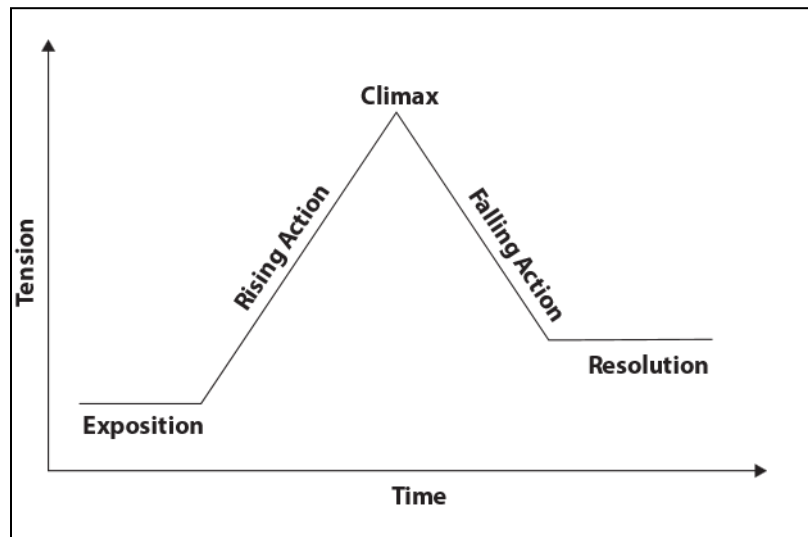 Climax
Rising Action
Falling Action
Tension
Resolution
Exposition
Time